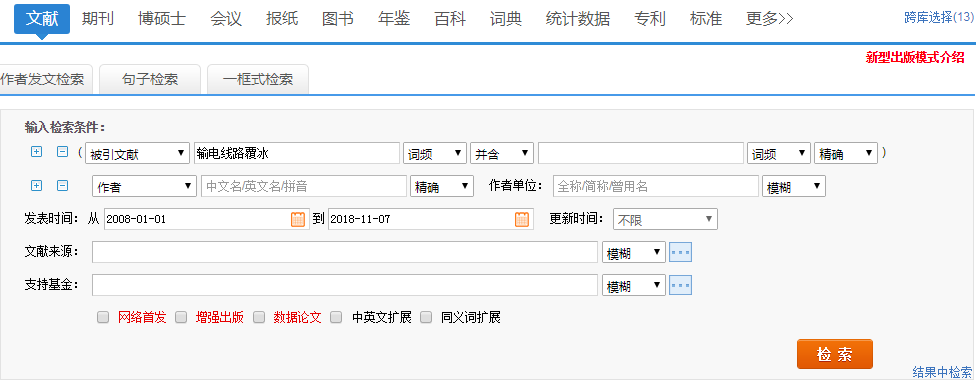 文献 期刊 博硕士 会议 报纸 图书 年鉴 百科 词典 统计数据 专利 标准 更多>> 跨库选择(13)
新型出版模式介绍
作者发文检索 句子检索 一框式检索
输入检索条件：
( 被引文献 输电线路覆冰 词频 并含 词频 精确 )
作者 中文名/英文名/拼音 精确 作者单位： 全称/简称/曾用名 模糊
发表时间： 从 2008-01-01 到 2018-11-07 更新时间： 不限
文献来源： 模糊
支持基金： 模糊
网络首发 增强出版 数据论文 中英文扩展 同义词扩展
检 索
结果中检索